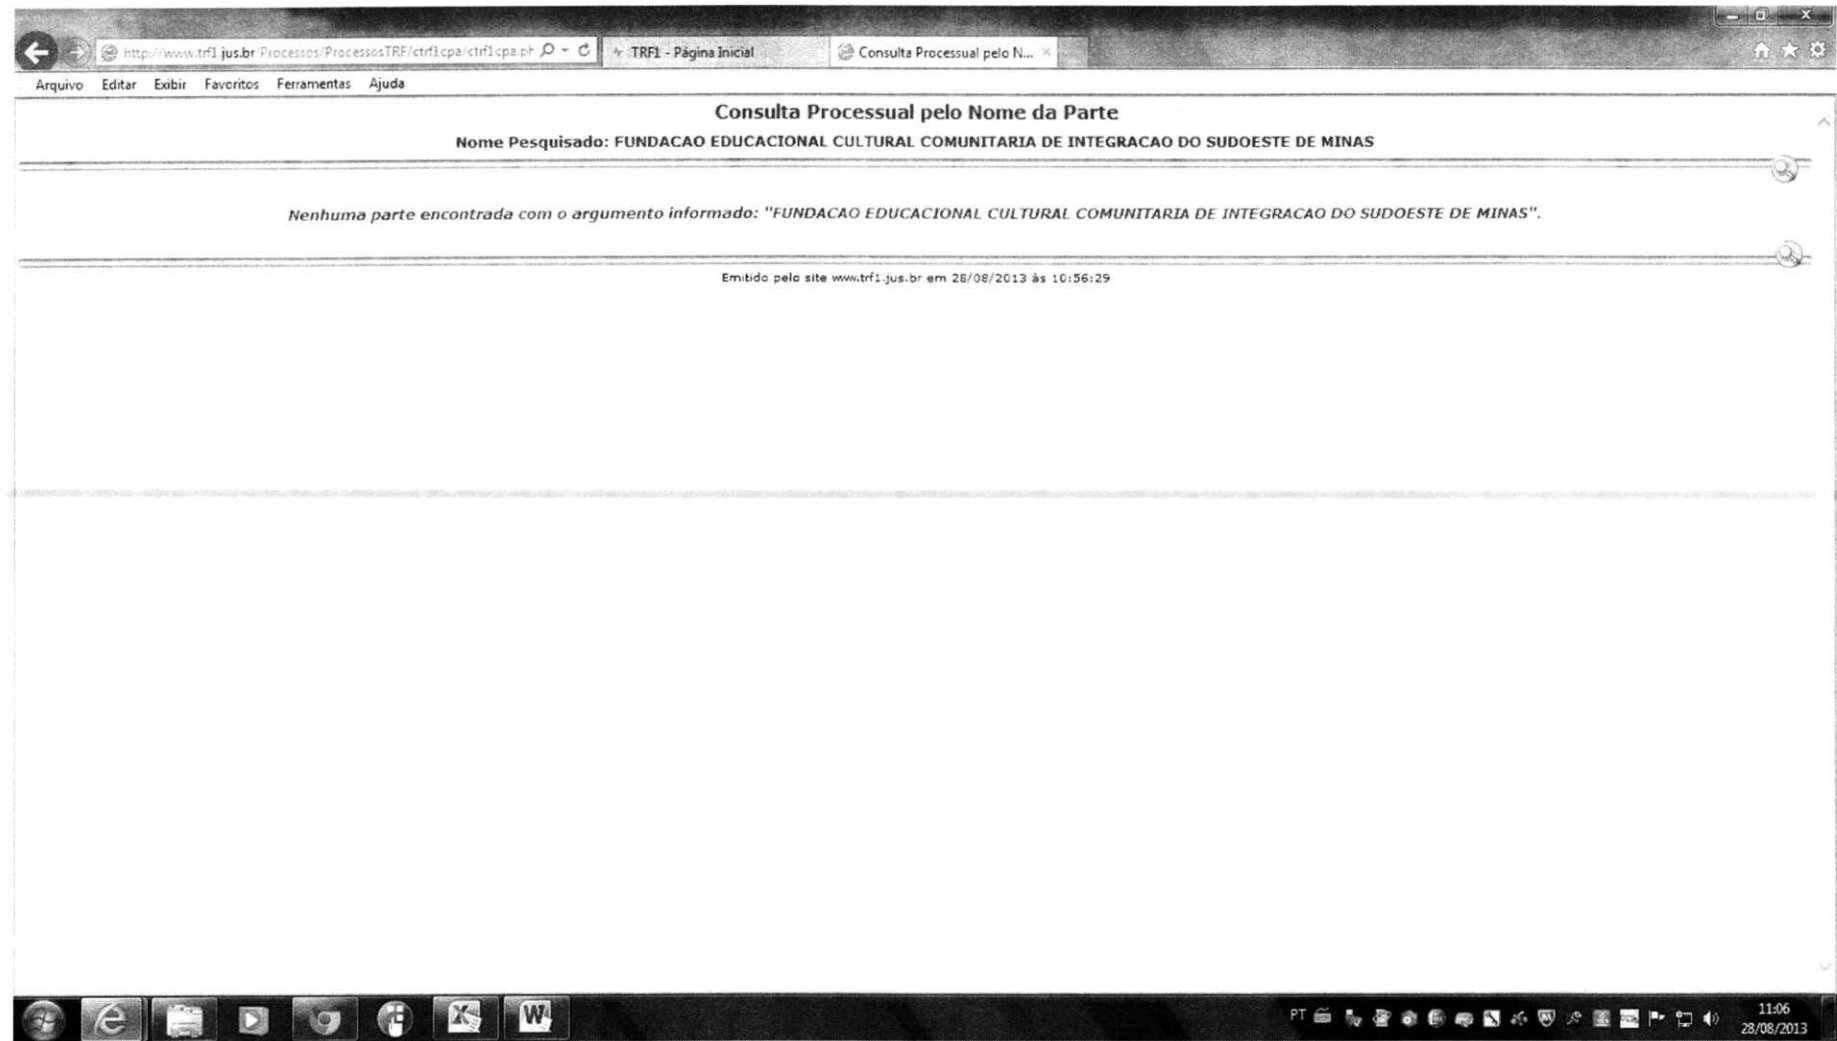 http://www.trf1.jus.br/Processos/ProcessosTRF/ctrf1cpa/ctrf1cpa.ph
TRF1 - Página Inicial
Consulta Processual pelo N...
Arquivo Editar Exibir Favoritos Ferramentas Ajuda
Consulta Processual pelo Nome da Parte
Nome Pesquisado: FUNDACAO EDUCACIONAL CULTURAL COMUNITARIA DE INTEGRACAO DO SUDOESTE DE MINAS
Nenhuma parte encontrada com o argumento informado: "FUNDACAO EDUCACIONAL CULTURAL COMUNITARIA DE INTEGRACAO DO SUDOESTE DE MINAS".
Emitido pelo site www.trf1.jus.br em 28/08/2013 às 10:56:29
PT
11:06
28/08/2013